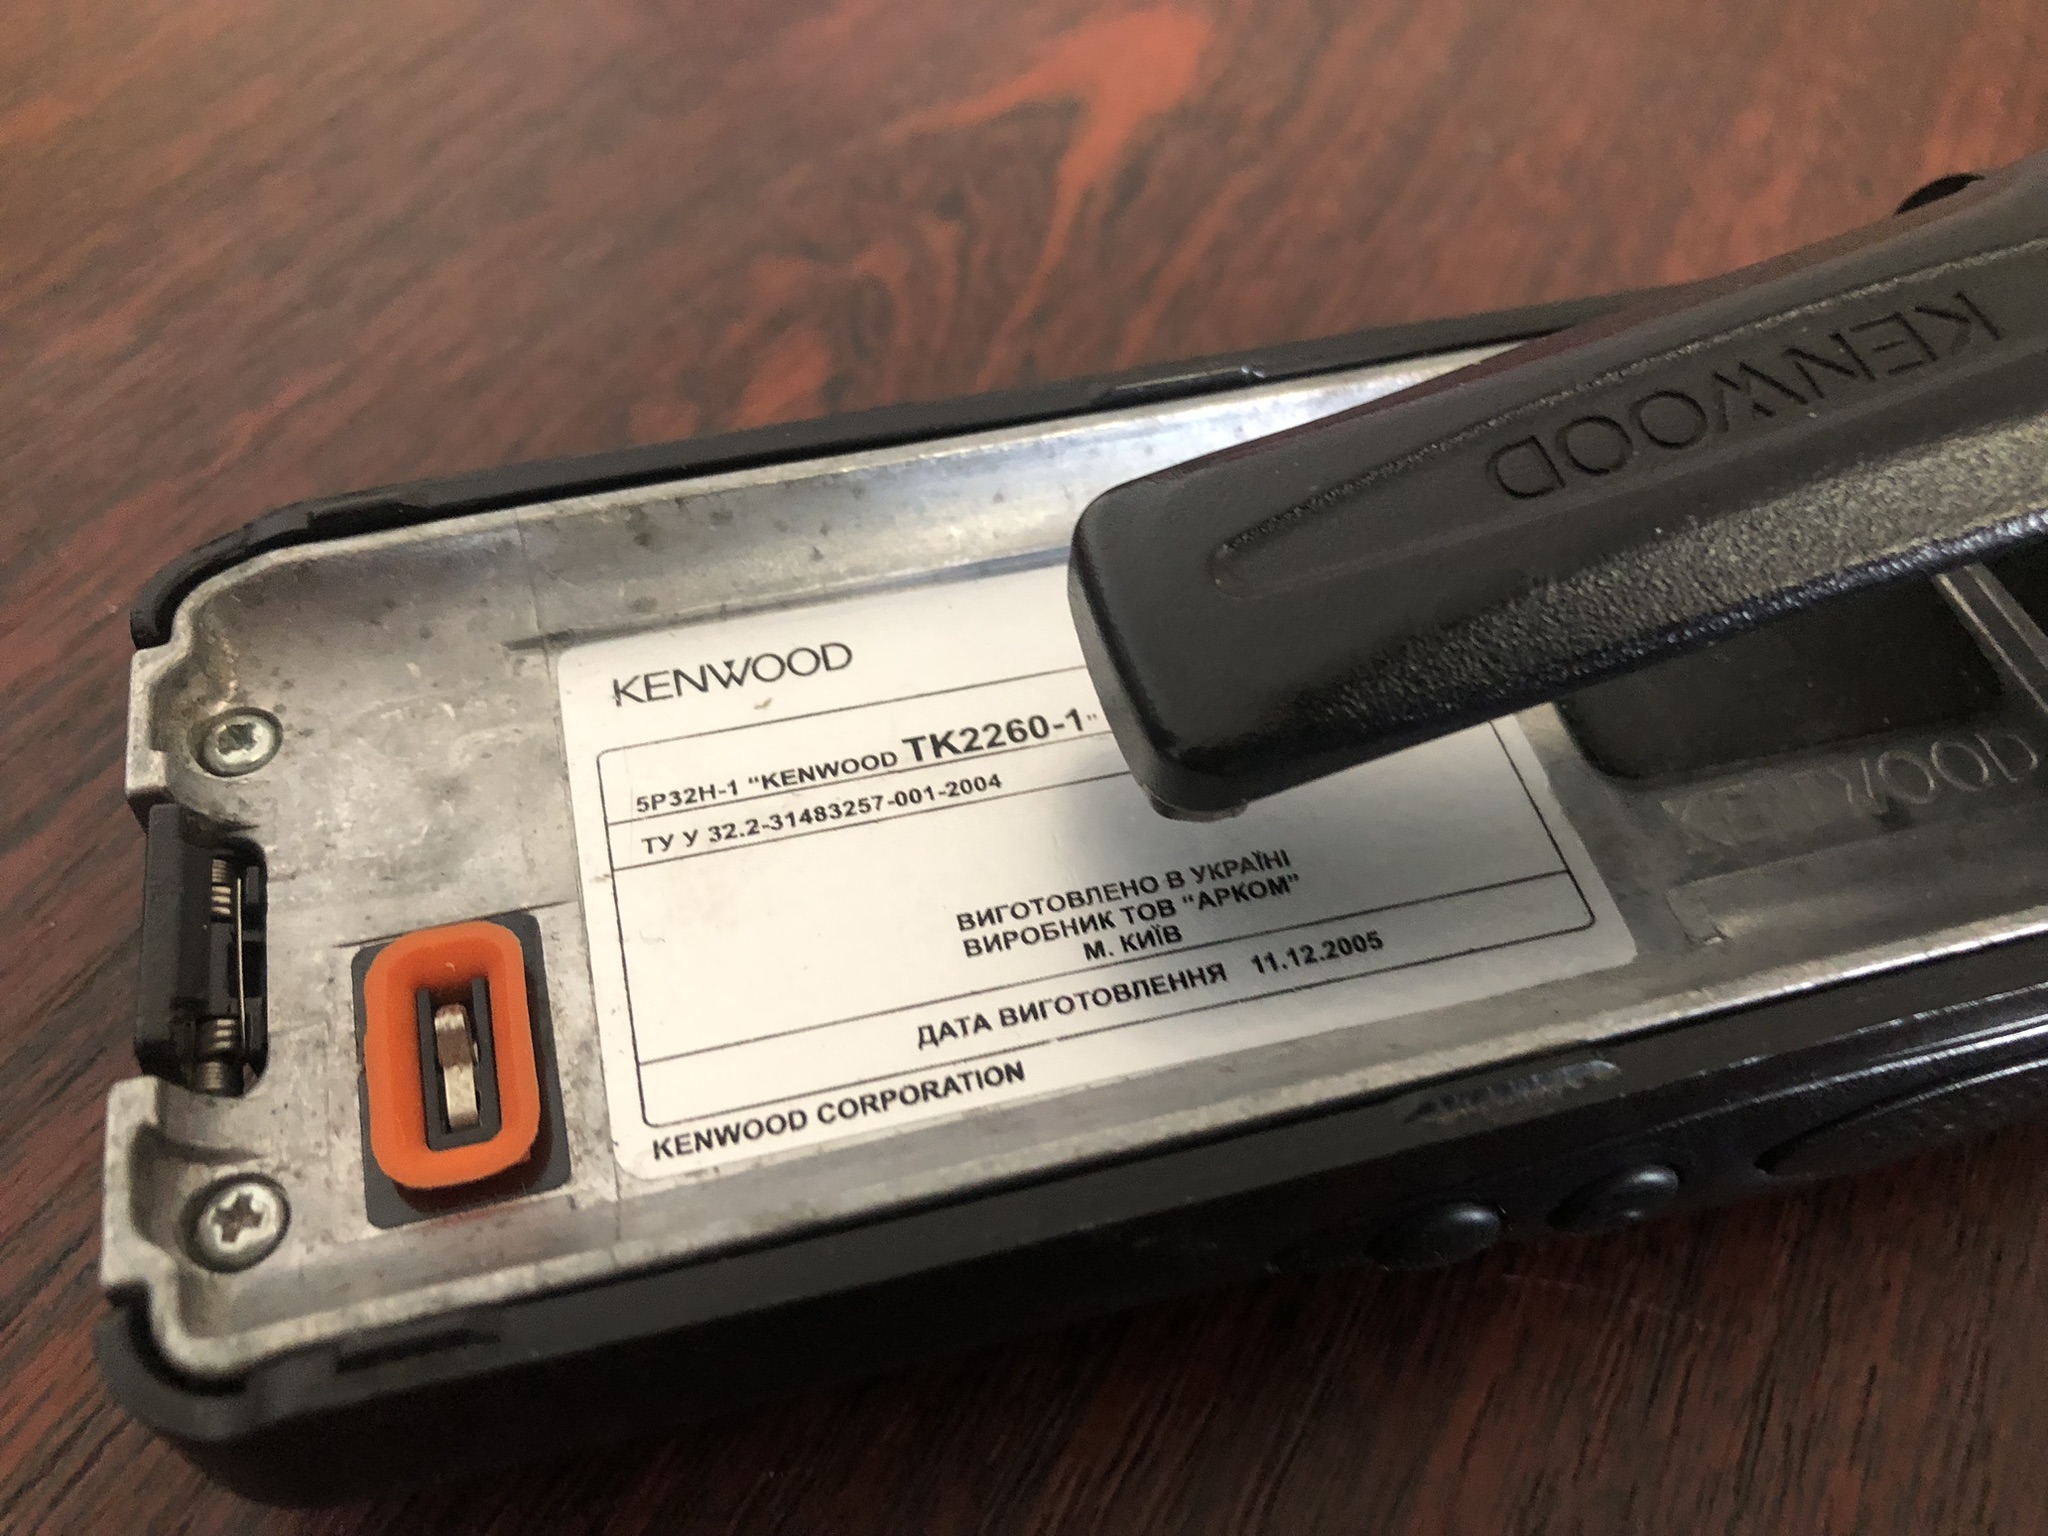 KENWOOD
KENWOOD
5Р32Н-1 "KENWOOD TK2260-1"
ТУ У 32.2-31483257-001-2004
ВИГОТОВЛЕНО В УКРАЇНІ
ВИРОБНИК ТОВ "АРКОМ"
М. КИЇВ
ДАТА ВИГОТОВЛЕННЯ 11.12.2005
KENWOOD CORPORATION